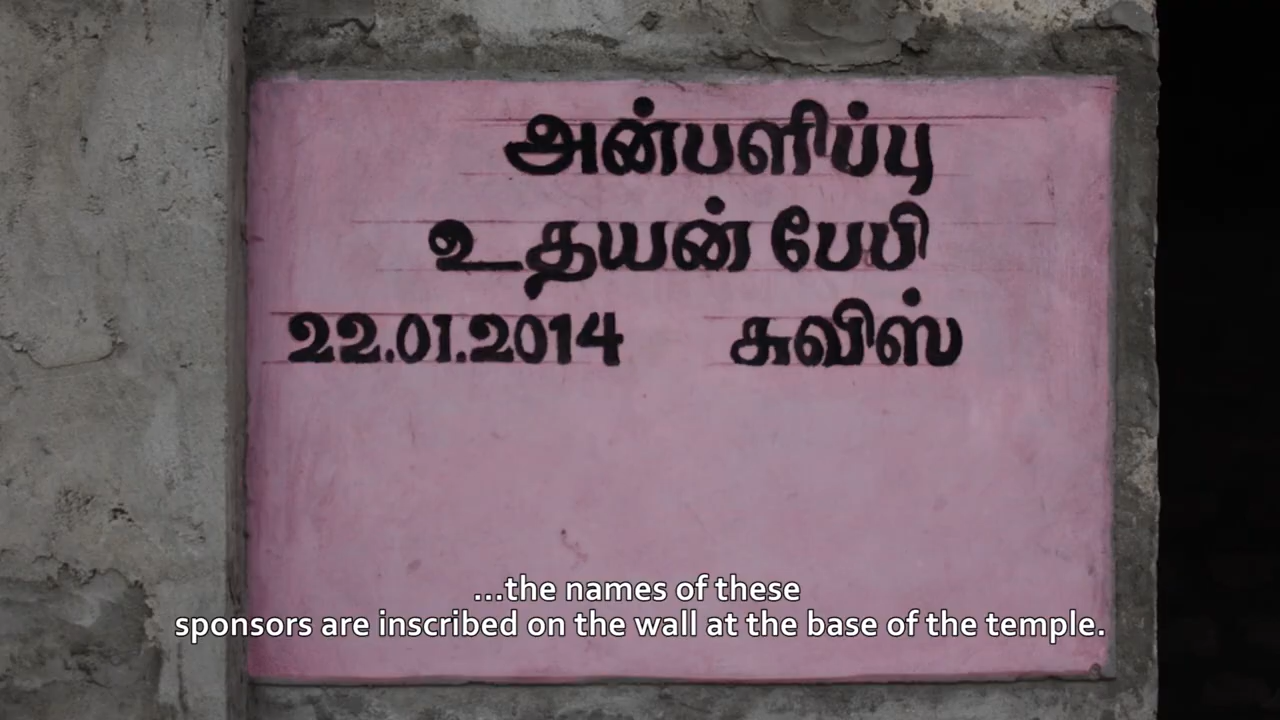 அன்பளிப்பு
உதயன் பேபி
22.01.2014 சுவிஸ்
...the names of these
sponsors are inscribed on the wall at the base of the temple.